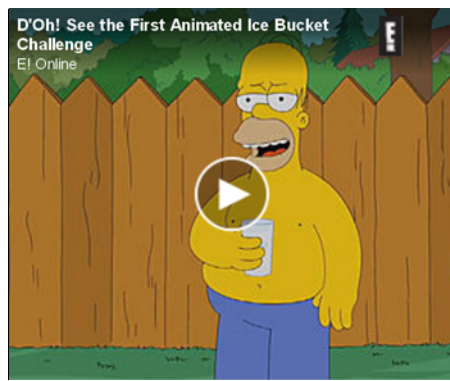 D'Oh! See the First Animated Ice Bucket
Challenge
E! Online
E!